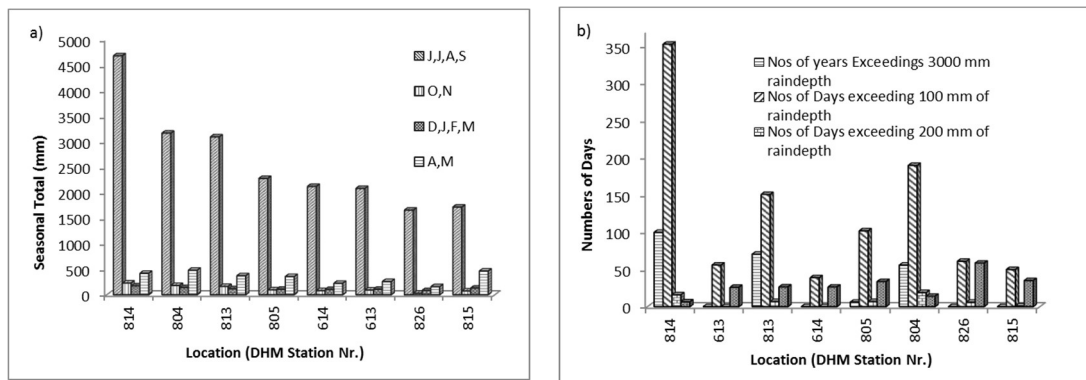 a)
5000
4500
4000
3500
3000
2500
2000
1500
1000
500
0
Seasonal Total (mm)
J,J,A,S
O,N
D,J,F,M
A,M
814
804
813
805
614
613
826
815
Location (DHM Station Nr.)
b)
350
300
250
200
150
100
50
0
Numbers of Days
Nos of years Exceedings 3000 mm
raindepth
Nos of Days exceeding 100 mm of
raindepth
Nos of Days exceeding 200 mm of
raindepth
814
613
813
614
805
804
826
815
Location (DHM Station Nr.)